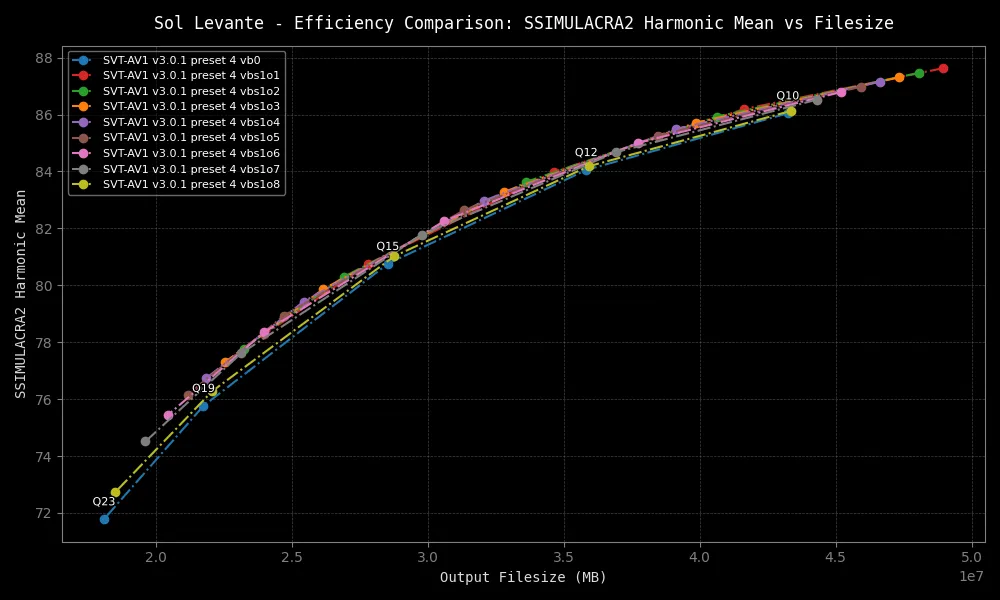 Sol Levante - Efficiency Comparison: SSIMULACRA2 Harmonic Mean vs Filesize
SVT-AV1 v3.0.1 preset 4 vb0
SVT-AV1 v3.0.1 preset 4 vbs1o1
SVT-AV1 v3.0.1 preset 4 vbs1o2
SVT-AV1 v3.0.1 preset 4 vbs1o3
SVT-AV1 v3.0.1 preset 4 vbs1o4
SVT-AV1 v3.0.1 preset 4 vbs1o5
SVT-AV1 v3.0.1 preset 4 vbs1o6
SVT-AV1 v3.0.1 preset 4 vbs1o7
SVT-AV1 v3.0.1 preset 4 vbs1o8
SSIMULACRA2 Harmonic Mean
88
86
84
82
80
78
76
74
72
Q10
Q12
Q15
Q19
Q23
2.0
2.5
3.0
3.5
4.0
4.5
5.0
1e7
Output Filesize (MB)